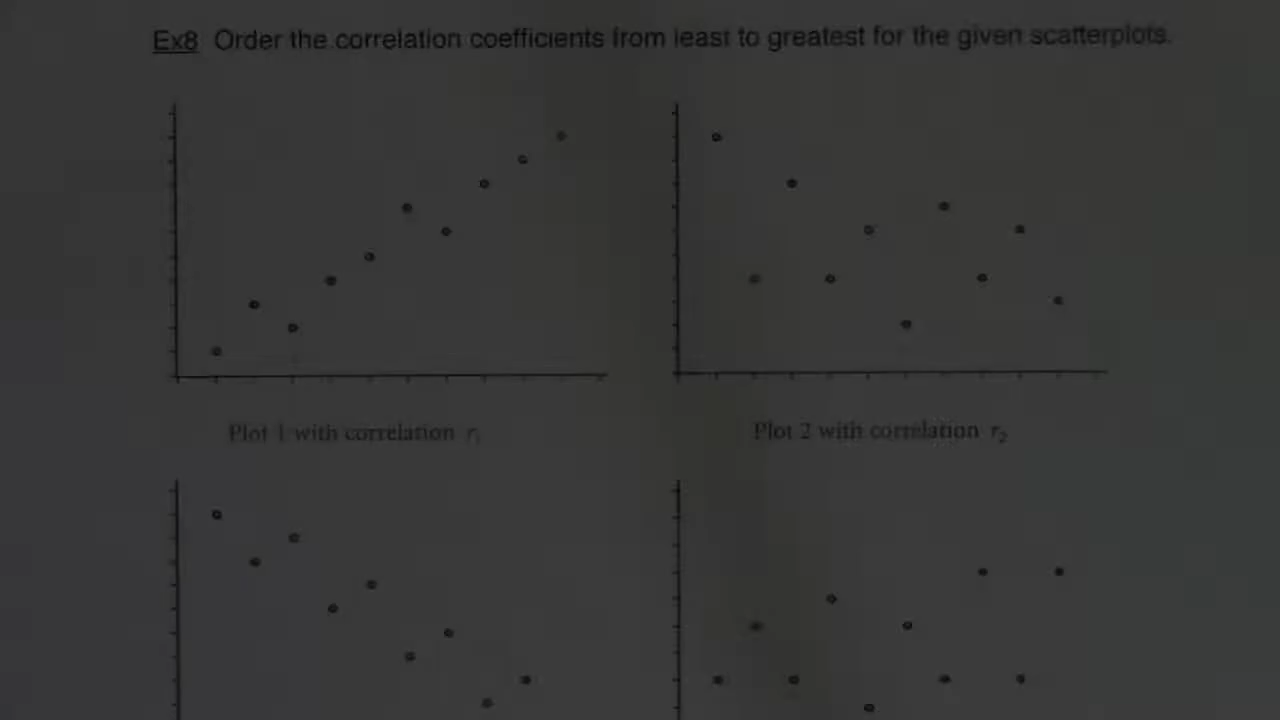 Ex8 Order the correlation coefficients from least to greatest for the given scatterplots.
Plot 1 with correlation r₁
Plot 2 with correlation r₂